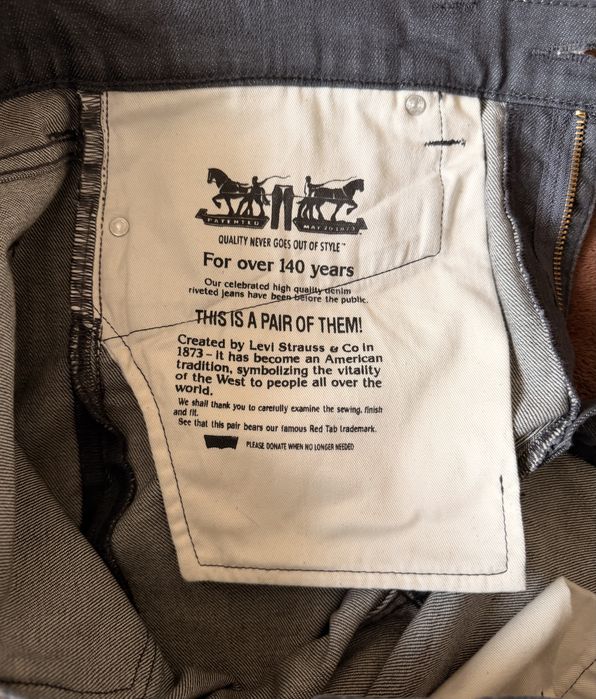 PATENTED MAY 20 1873
QUALITY NEVER GOES OUT OF STYLE™
For over 140 years
Our celebrated high quality denim
riveted jeans have been before the public.
THIS IS A PAIR OF THEM!
Created by Levi Strauss & Co in
1873 – it has become an American
tradition, symbolizing the vitality
of the West to people all over the
world.
We shall thank you to carefully examine the sewing, finish
and fit.
See that this pair bears our famous Red Tab trademark.
PLEASE DONATE WHEN NO LONGER NEEDED